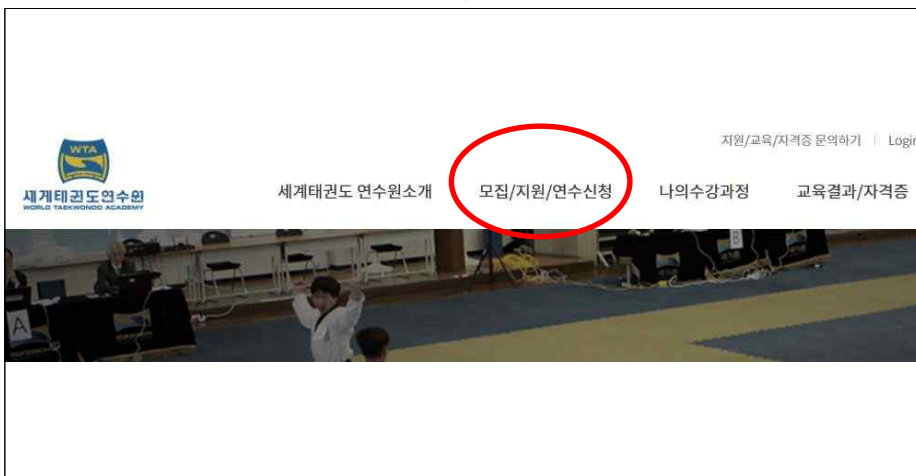 지원/교육/자격증 문의하기 | Login
WTA
세계태권도연수원
WORLD TAEKWONDO ACADEMY
세계태권도 연수원소개 모집/지원/연수신청 나의수강과정 교육결과/자격증
A
B